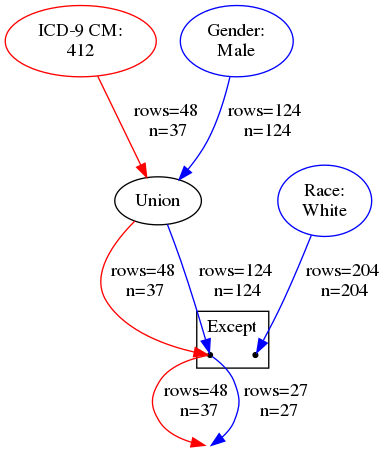 ICD-9 CM:
412
Gender:
Male
rows=48
n=37
rows=124
n=124
Union
Race:
White
rows=48
n=37
rows=124
n=124
rows=204
n=204
Except
rows=48
n=37
rows=27
n=27